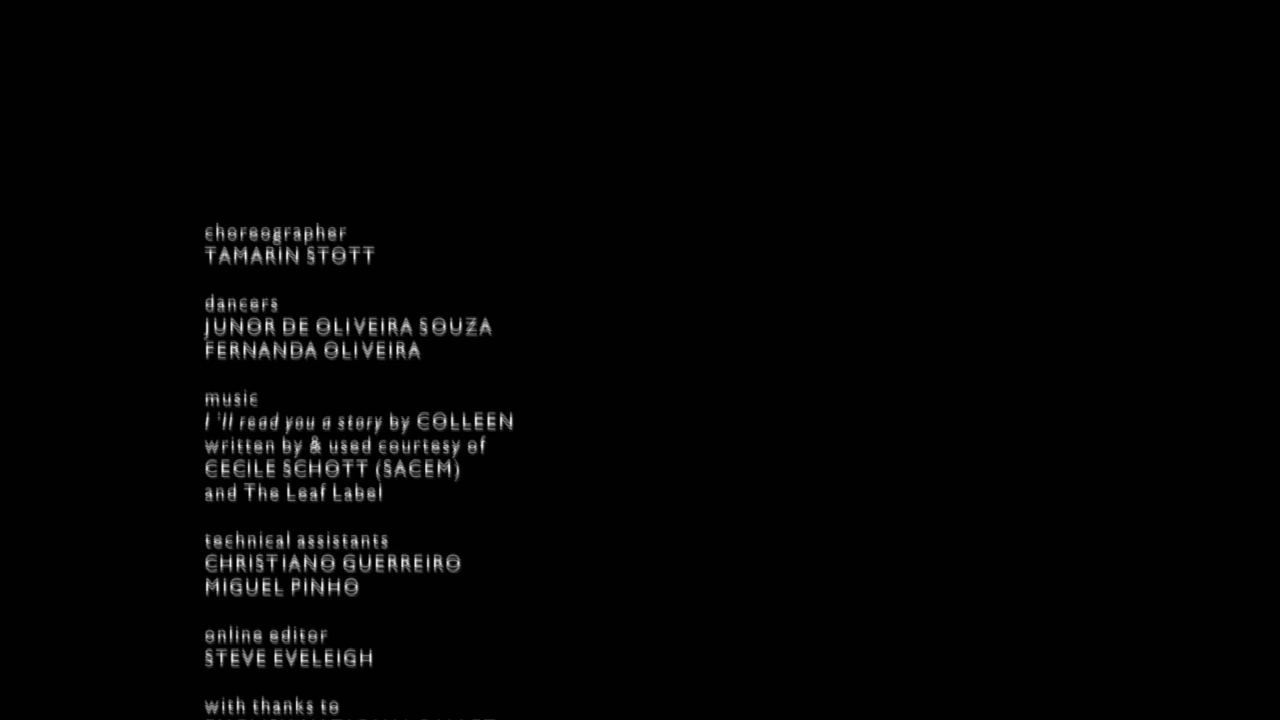 choreographer
TAMARIN STOTT
dancers
JUNOR DE OLIVEIRA SOUZA
FERNANDA OLIVEIRA
music
I 'll read you a story by COLLEEN
written by & used courtesy of
CECILE SCHOTT (SACEM)
and The Leaf Label
technical assistants
CHRISTIANO GUERREIRO
MIGUEL PINHO
online editor
STEVE EVELEIGH
with thanks to